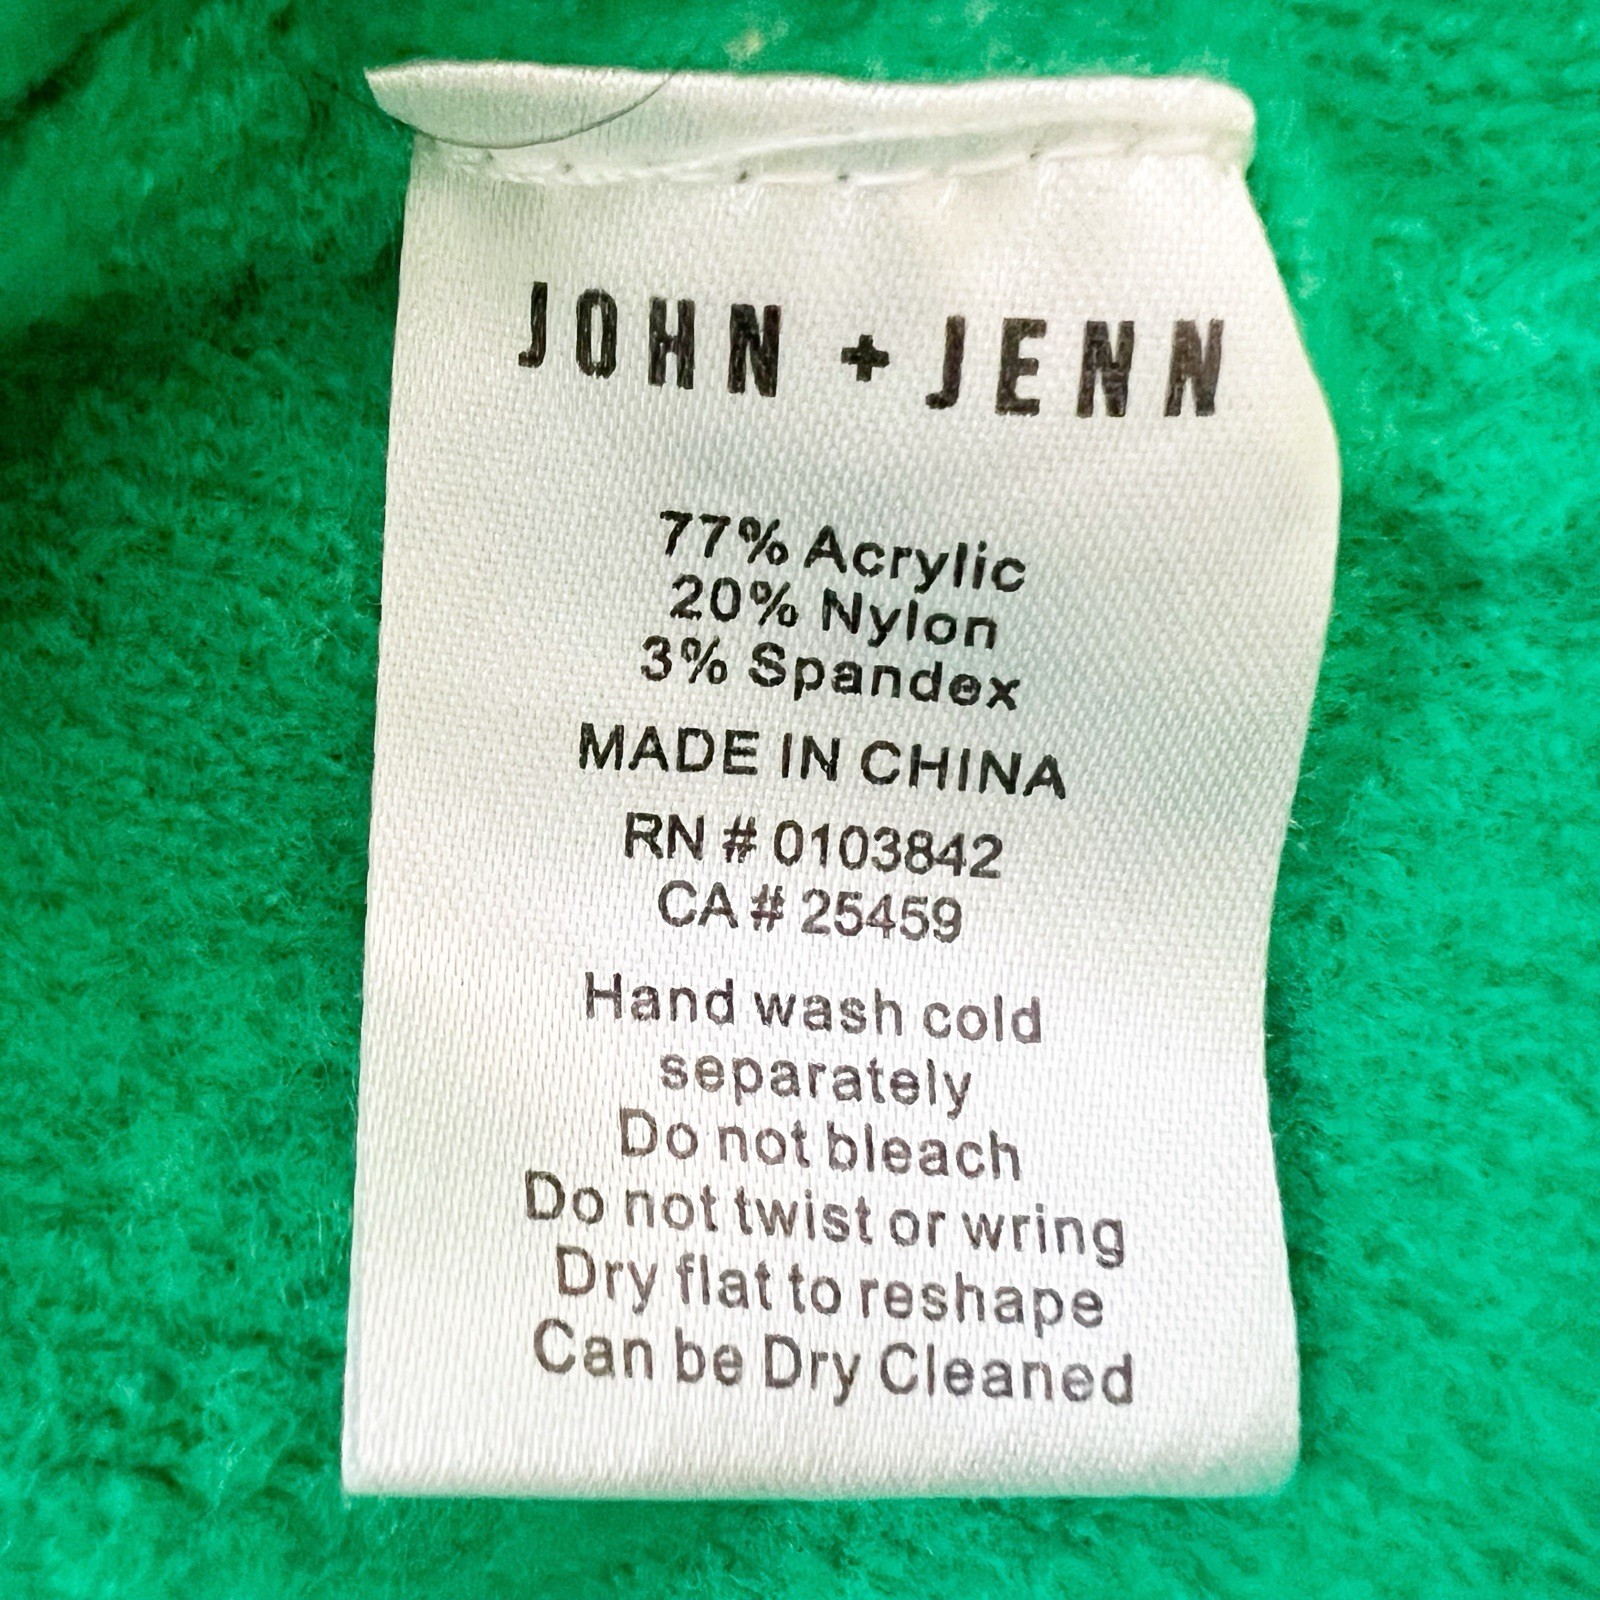 JOHN + JENN
77% Acrylic
20% Nylon
3% Spandex
MADE IN CHINA
RN # 0103842
CA # 25459
Hand wash cold
separately
Do not bleach
Do not twist or wring
Dry flat to reshape
Can be Dry Cleaned